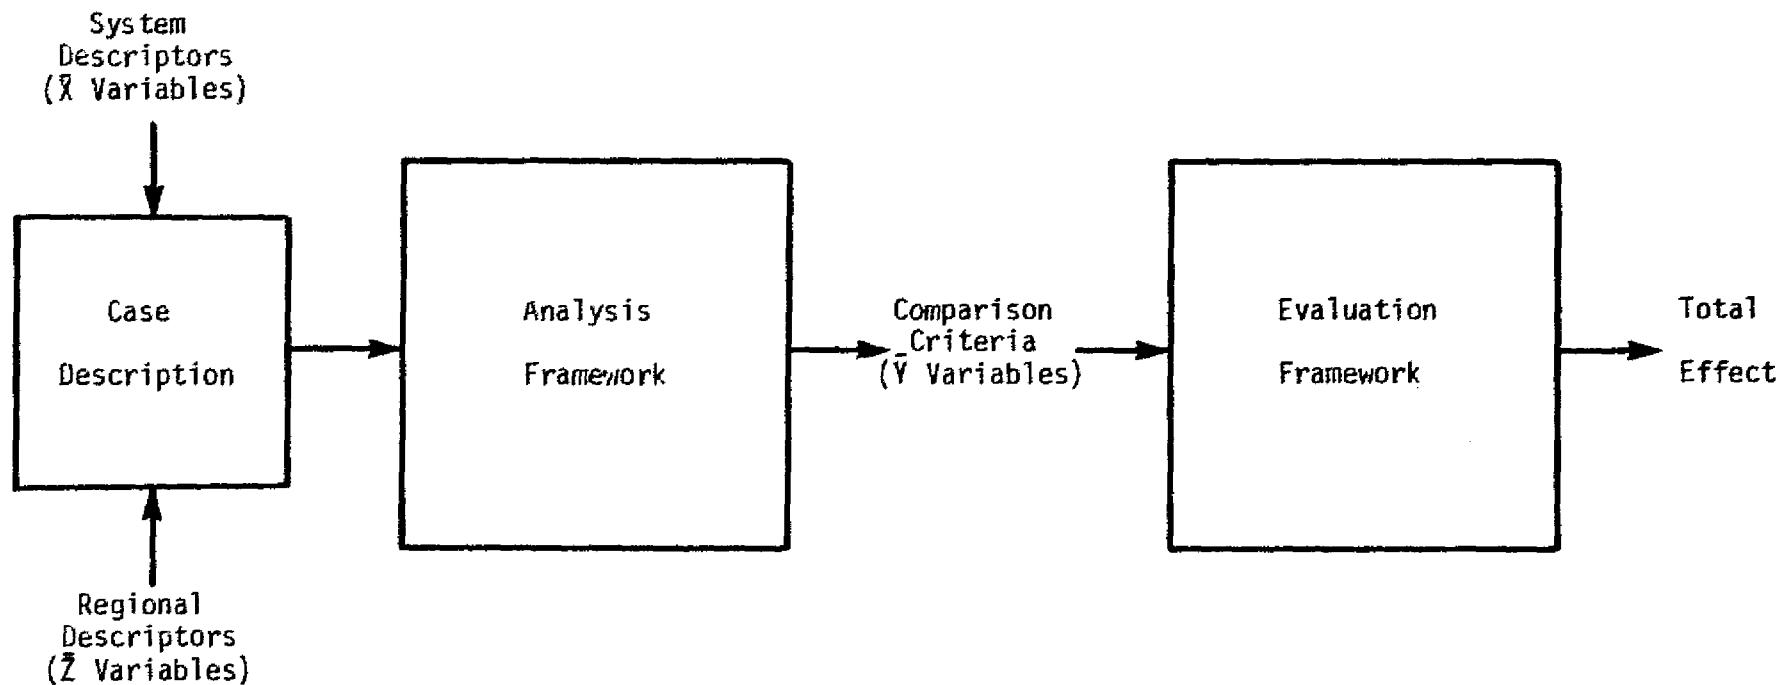 System
Descriptors
(X̄ Variables)
Case
Description
Regional
Descriptors
(Z̄ Variables)
Analysis
Framework
Comparison
Criteria
(Ȳ Variables)
Evaluation
Framework
Total
Effect